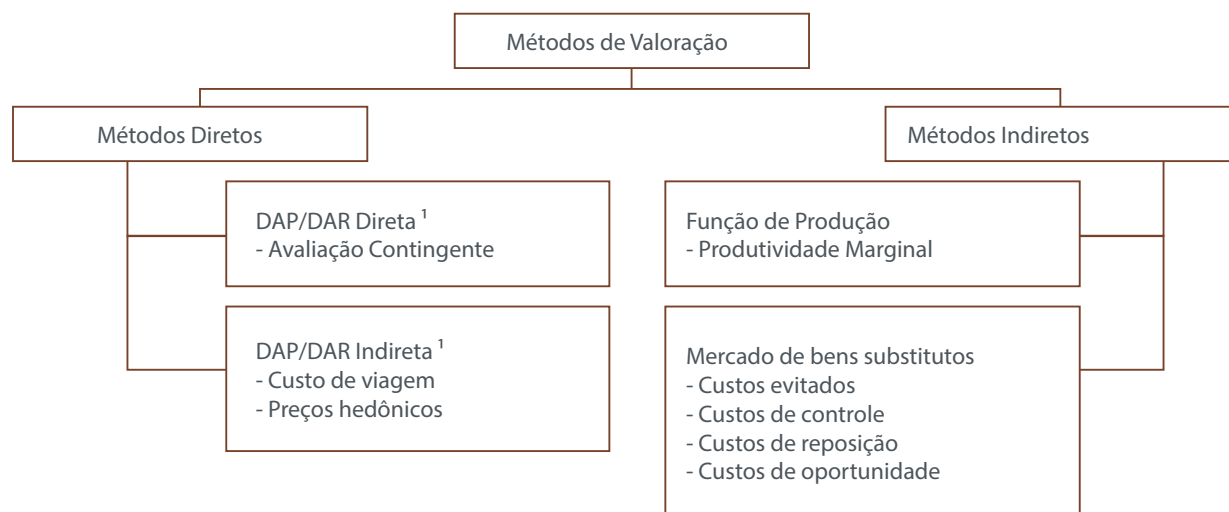 Métodos de Valoração
Métodos Diretos
Métodos Indiretos
DAP/DAR Direta ¹
- Avaliação Contingente
Função de Produção
- Produtividade Marginal
DAP/DAR Indireta ¹
- Custo de viagem
- Preços hedônicos
Mercado de bens substitutos
- Custos evitados
- Custos de controle
- Custos de reposição
- Custos de oportunidade